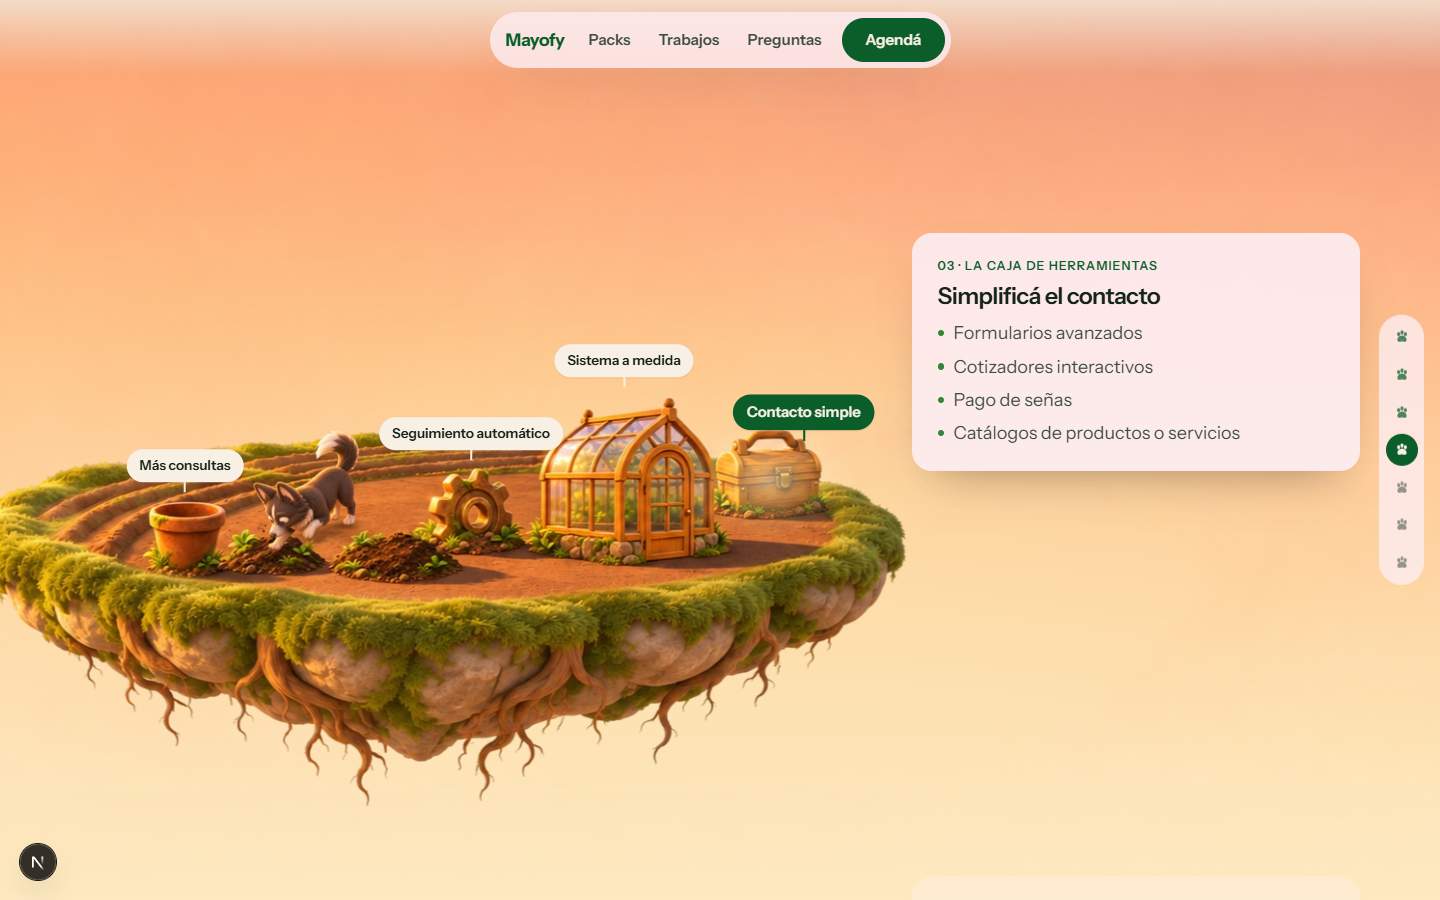 Mayofy Packs Trabajos Preguntas Agendá
03 · LA CAJA DE HERRAMIENTAS
Simplificá el contacto
Formularios avanzados
Cotizadores interactivos
Pago de señas
Catálogos de productos o servicios
Sistema a medida
Contacto simple
Seguimiento automático
Más consultas
N